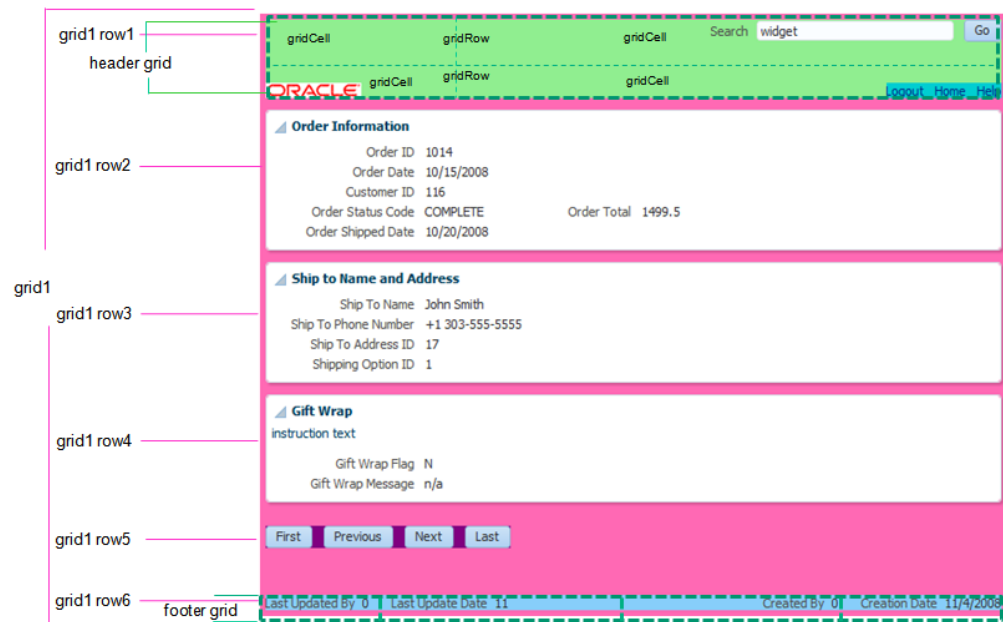 grid1 row1
gridCell
gridRow
gridCell
Search widget Go
header grid
ORACLE
gridCell
gridRow
gridCell
Logout Home Help
grid1
grid1 row2
Order Information
Order ID 1014
Order Date 10/15/2008
Customer ID 116
Order Status Code COMPLETE Order Total 1499.5
Order Shipped Date 10/20/2008
grid1 row3
Ship to Name and Address
Ship To Name John Smith
Ship To Phone Number +1 303-555-5555
Ship To Address ID 17
Shipping Option ID 1
grid1 row4
Gift Wrap
instruction text
Gift Wrap Flag N
Gift Wrap Message n/a
grid1 row5
First Previous Next Last
grid1 row6
footer grid
Last Updated By 0 Last Update Date 11 Created By 0 Creation Date 11/4/2008